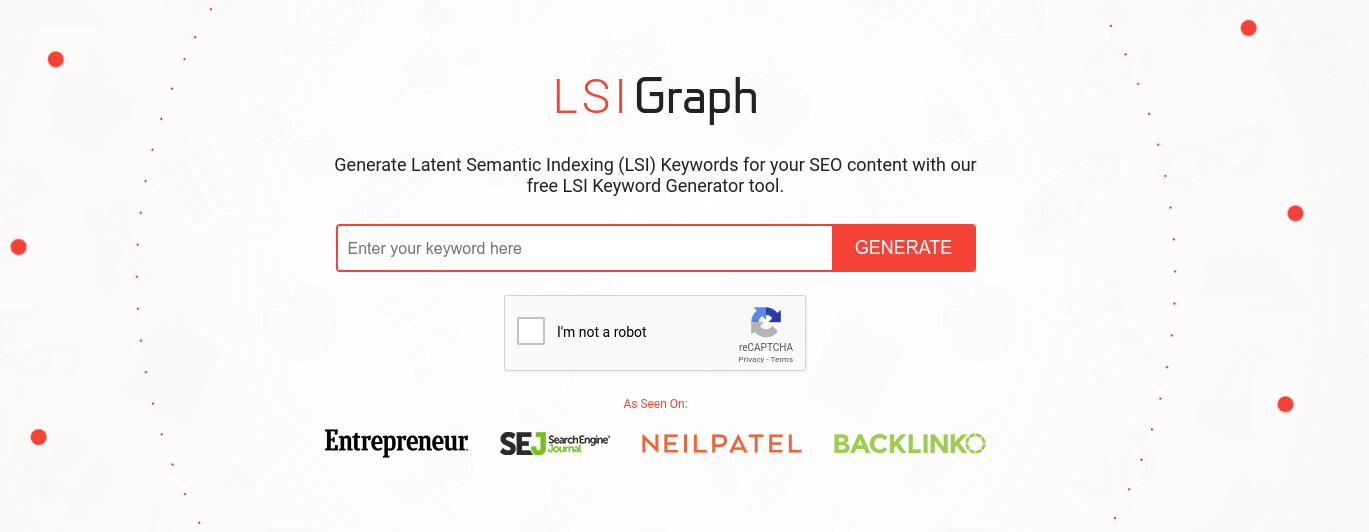 LSI Graph
Generate Latent Semantic Indexing (LSI) Keywords for your SEO content with our
free LSI Keyword Generator tool.
Enter your keyword here
GENERATE
I'm not a robot
reCAPTCHA
Privacy - Terms
As Seen On:
Entrepreneur
SEJ Search Engine Journal
NEILPATEL
BACKLINKO